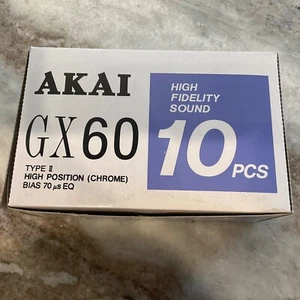 AKAI
GX60
TYPE II
HIGH POSITION (CHROME)
BIAS 70 µs EQ
HIGH
FIDELITY
SOUND
10 PCS